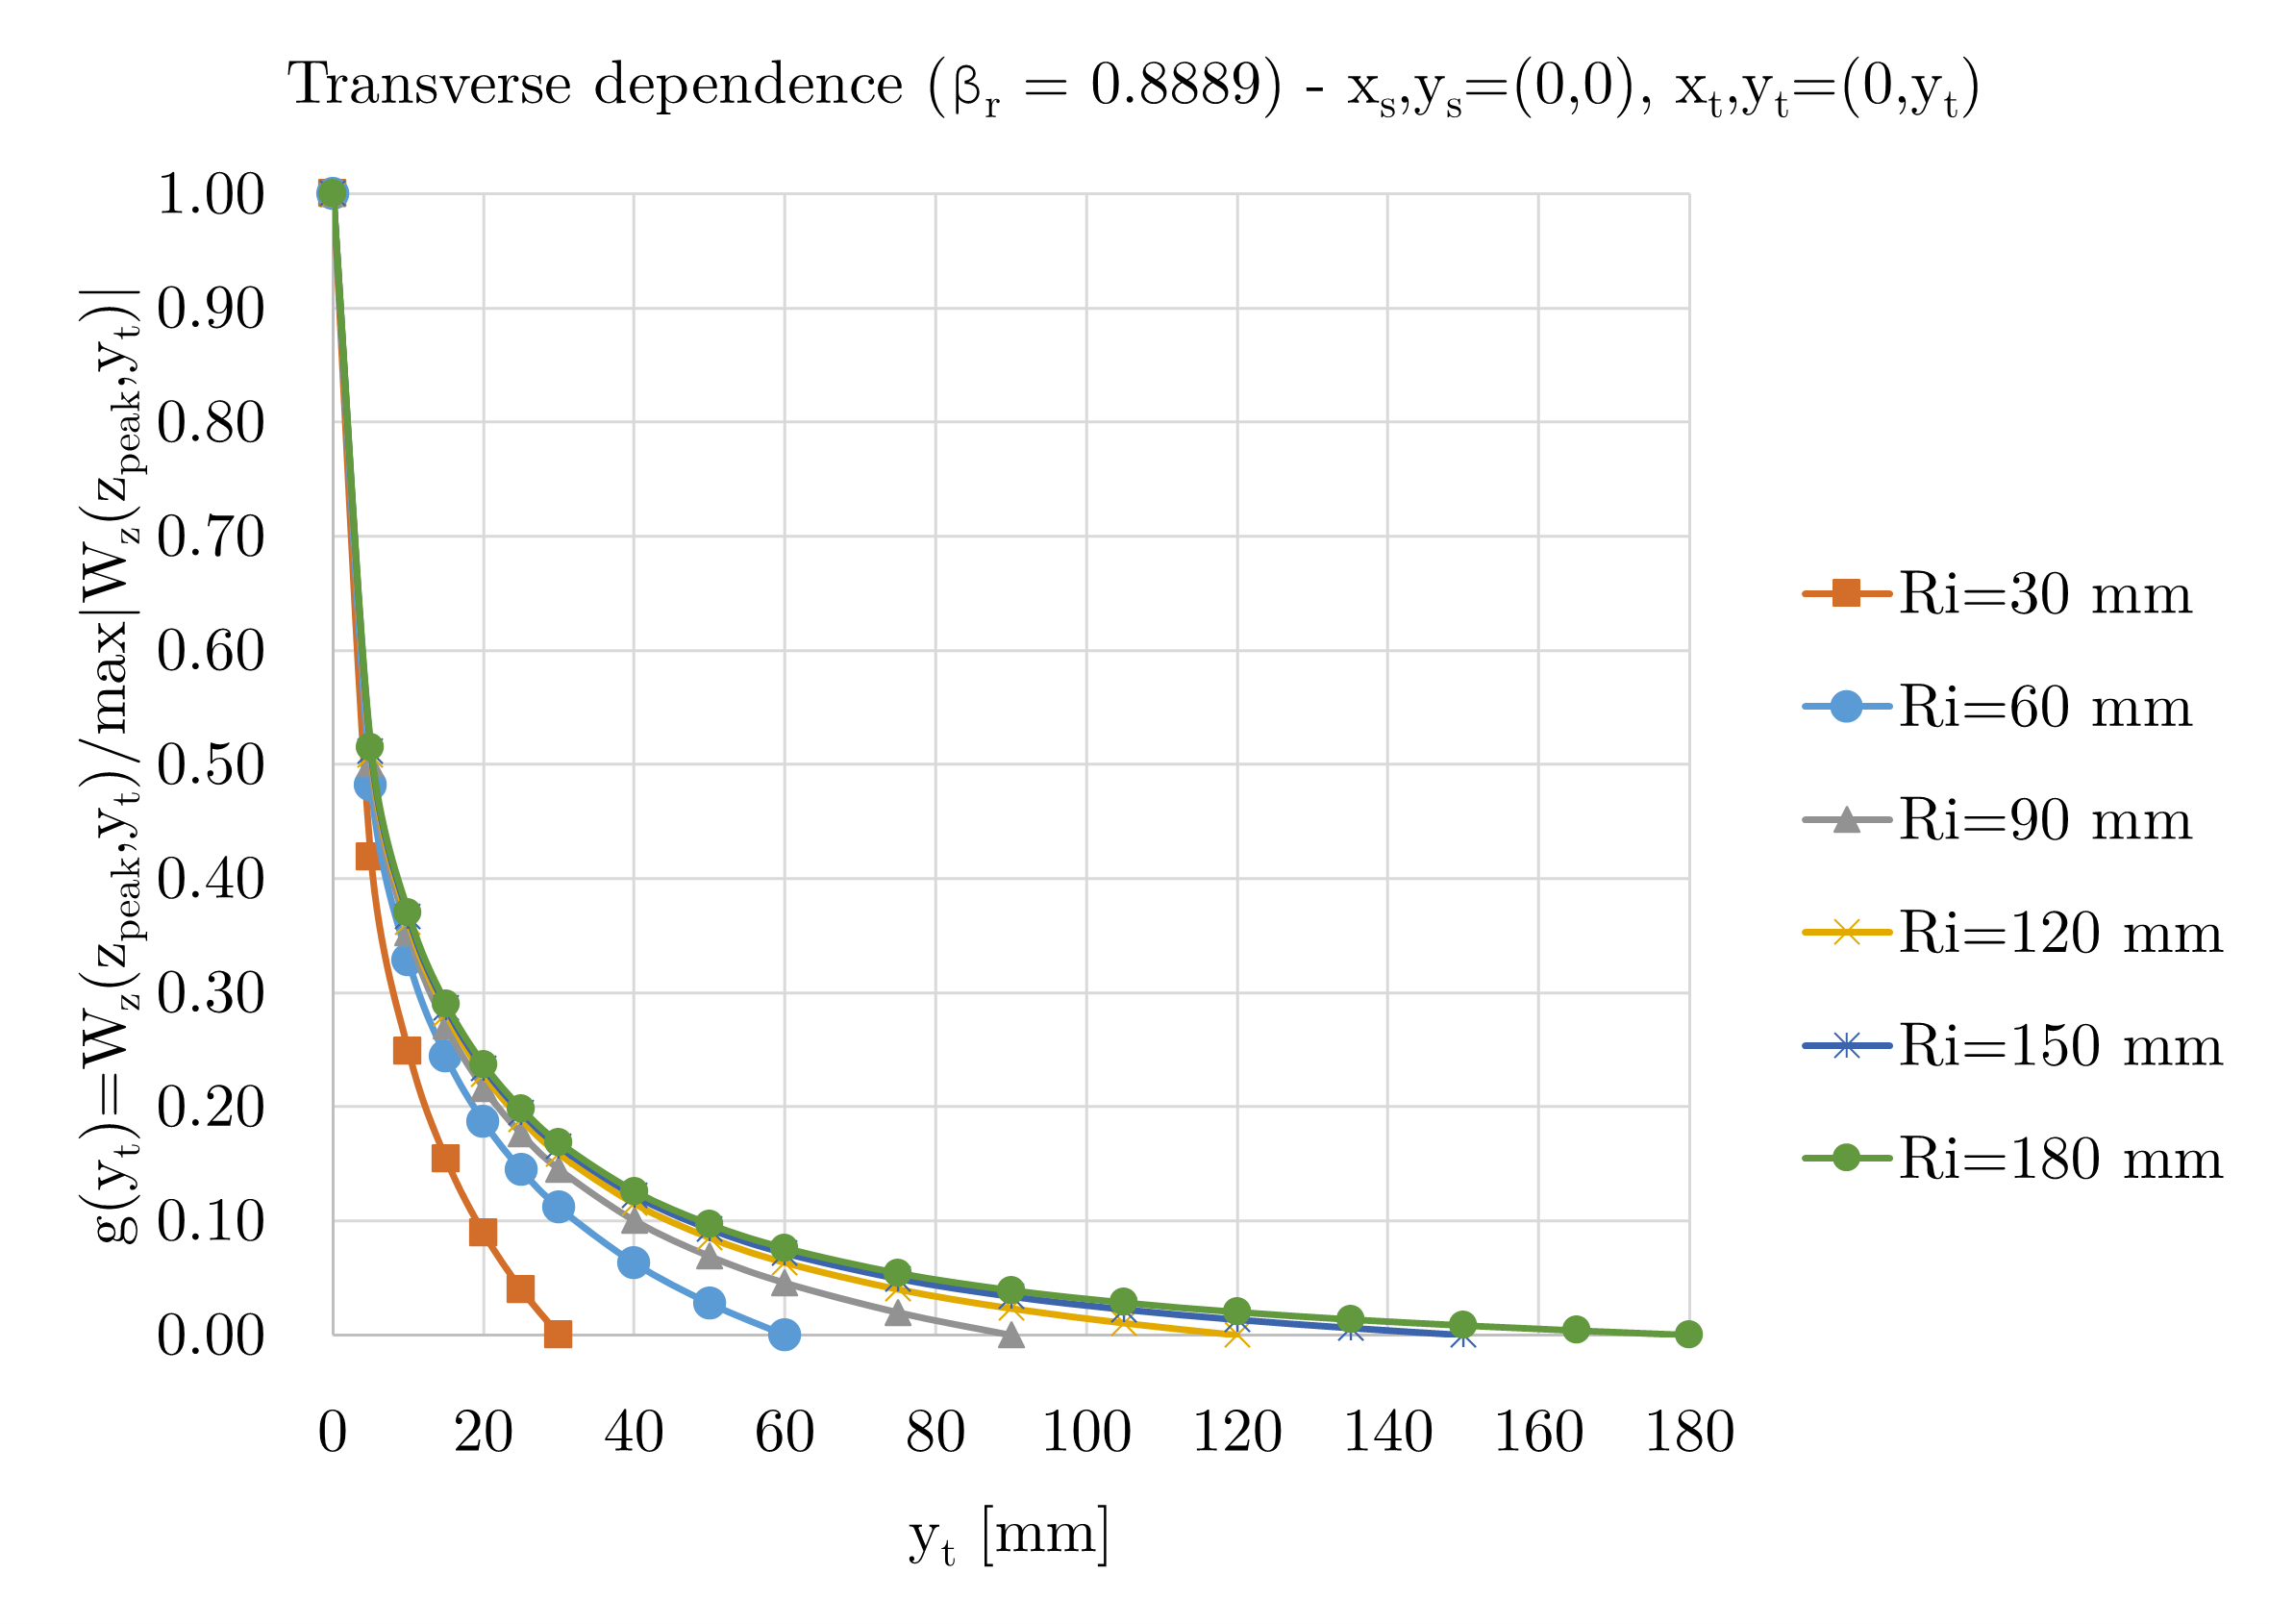 Transverse dependence (βr = 0.8889) - xs,ys=(0,0), xt,yt=(0,yt)
g(yt)=Wz(zpeak,yt)/max|Wz(zpeak,yt)|
1.00
0.90
0.80
0.70
0.60
0.50
0.40
0.30
0.20
0.10
0.00
0 20 40 60 80 100 120 140 160 180
yt [mm]
Ri=30 mm
Ri=60 mm
Ri=90 mm
Ri=120 mm
Ri=150 mm
Ri=180 mm